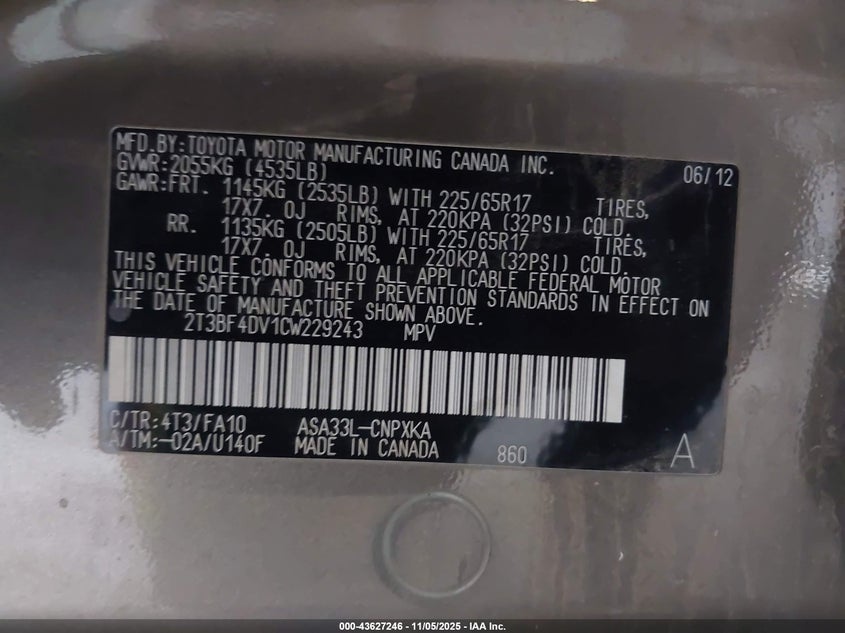 MFD.BY:TOYOTA MOTOR MANUFACTURING CANADA INC. 06/12
GVWR:2055KG (4535LB)
GAWR:FRT. 1145KG (2535LB) WITH 225/65R17 TIRES,
17X7. OJ RIMS, AT 220KPA (32PSI) COLD.
RR. 1135KG (2505LB) WITH 225/65R17 TIRES,
17X7. OJ RIMS, AT 220KPA (32PSI) COLD.
THIS VEHICLE CONFORMS TO ALL APPLICABLE FEDERAL MOTOR
VEHICLE SAFETY AND THEFT PREVENTION STANDARDS IN EFFECT ON
THE DATE OF MANUFACTURE SHOWN ABOVE.
2T3BF4DV1CW229243 MPV
C/TR:4T3/FA10 ASA33L-CNPXKA
A/TM:-02A/U140F MADE IN CANADA 860 A
000-43627246 - 11/05/2025 - IAA Inc.